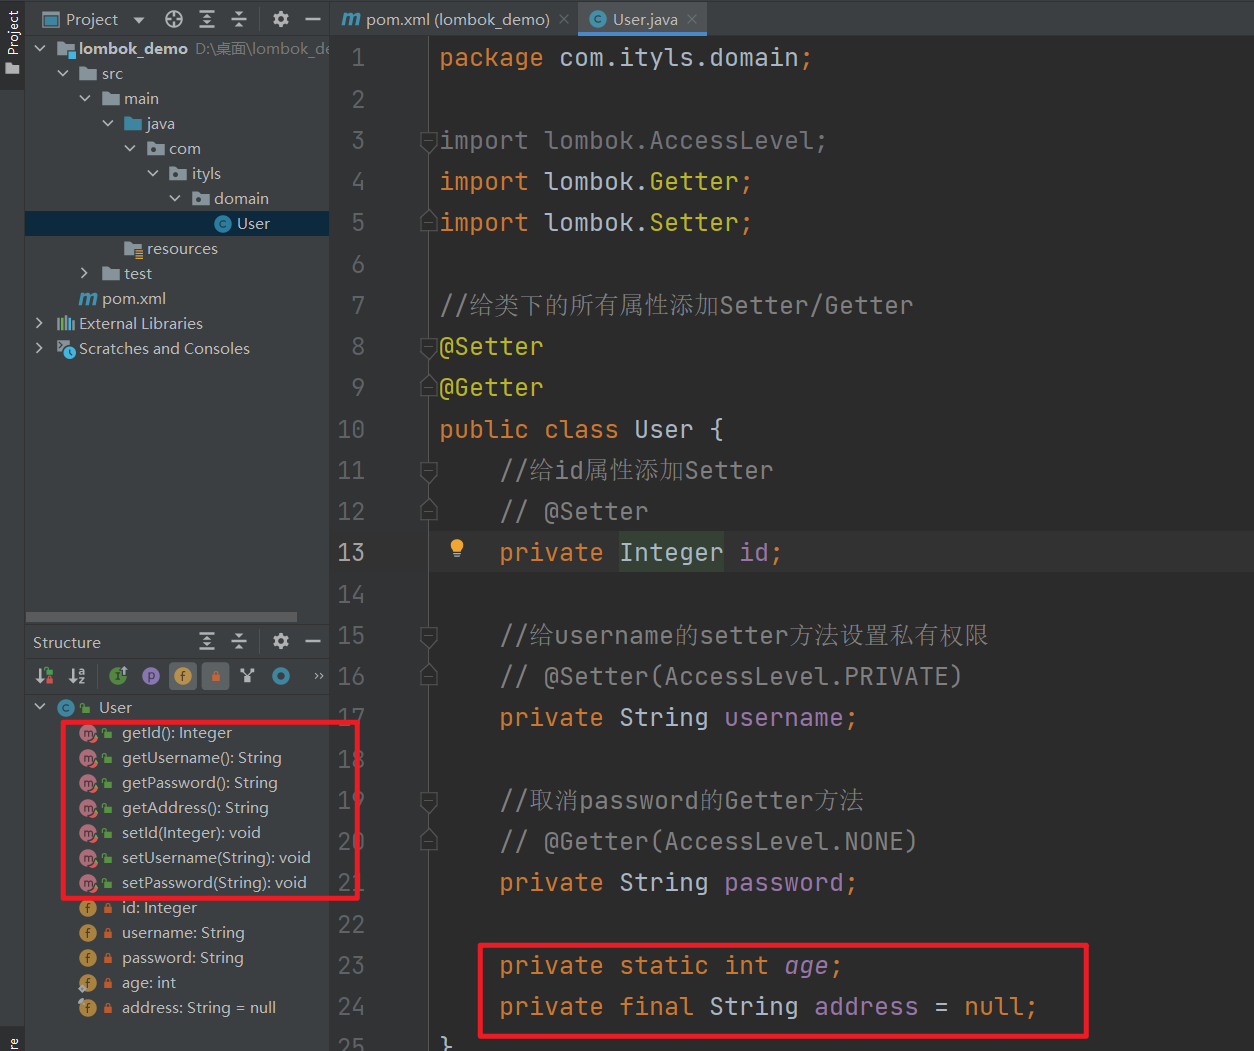 Project
Project
pom.xml (lombok_demo)
User.java
lombok_demo D:\桌面\lombok_de
src
main
java
com
ityls
domain
User
resources
test
pom.xml
External Libraries
Scratches and Consoles
Structure
User
getId(): Integer
getUsername(): String
getPassword(): String
getAddress(): String
setId(Integer): void
setUsername(String): void
setPassword(String): void
id: Integer
username: String
password: String
age: int
address: String = null
re
1 package com.ityls.domain;
2
3 import lombok.AccessLevel;
4 import lombok.Getter;
5 import lombok.Setter;
6
7 //给类下的所有属性添加Setter/Getter
8 @Setter
9 @Getter
10 public class User {
11 //给id属性添加Setter
12 // @Setter
13 private Integer id;
14
15 //给username的setter方法设置私有权限
16 // @Setter(AccessLevel.PRIVATE)
17 private String username;
18
19 //取消password的Getter方法
20 // @Getter(AccessLevel.NONE)
21 private String password;
22
23 private static int age;
24 private final String address = null;
25 }